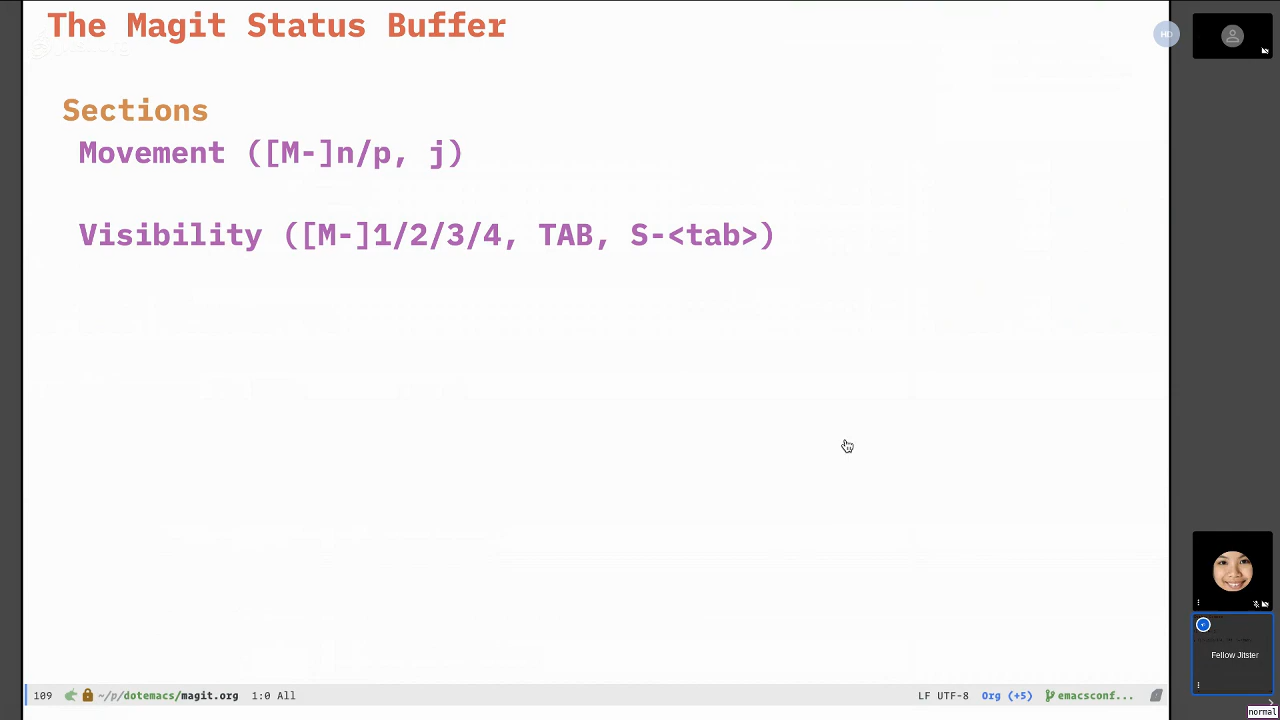 The Magit Status Buffer
HD
Sections
Movement ([M-]n/p, j)
Visibility ([M-]1/2/3/4, TAB, S-<tab>)
Fellow Jitster
109 ~/p/dotemacs/magit.org 1:0 All LF UTF-8 Org (+5) emacsconf...
normal